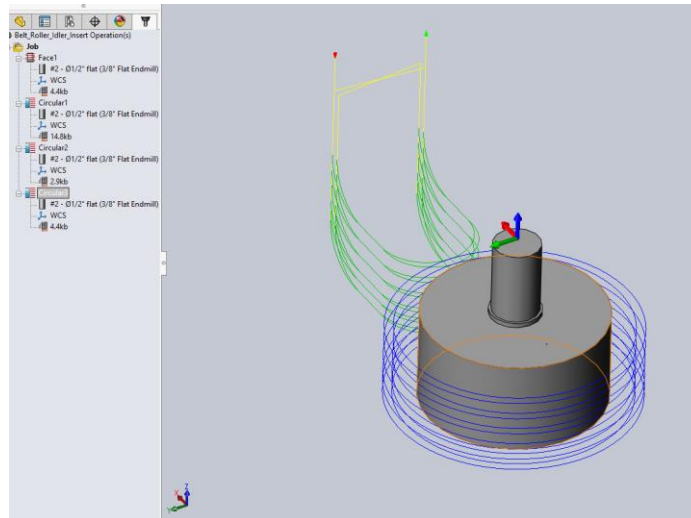 Belt_Roller_Idler_Insert Operation(s)
Job
Face1
#2 - Ø1/2" flat (3/8" Flat Endmill)
WCS
4.4kb
Circular1
#2 - Ø1/2" flat (3/8" Flat Endmill)
WCS
14.8kb
Circular2
#2 - Ø1/2" flat (3/8" Flat Endmill)
WCS
2.9kb
#2 - Ø1/2" flat (3/8" Flat Endmill)
WCS
4.4kb
Z
X
Y